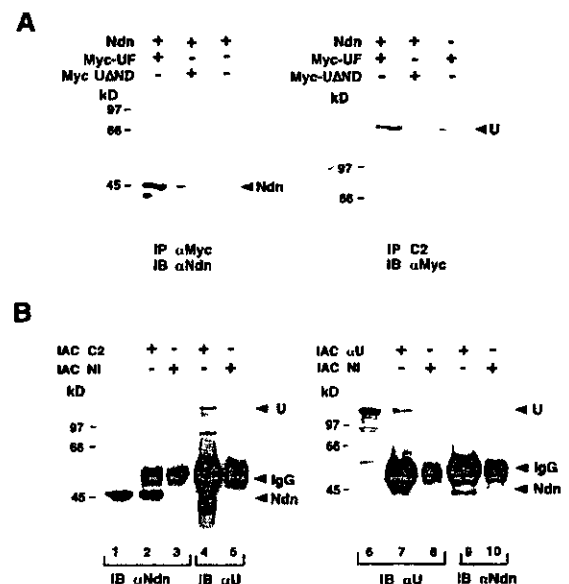 A
Ndn + + +
Myc-UF + - -
Myc UΔND - + -
kD
97 -
66 -
45 -
Ndn
IP αMyc
IB αNdn
Ndn + + -
Myc-UF + - +
Myc-UΔND - + -
kD
U
97 -
66 -
IP C2
IB αMyc
B
IAC C2 + - + -
IAC NI - + - +
kD
U
97 -
66 -
IgG
45 -
Ndn
1 2 3 4 5
IB αNdn IB αU
IAC αU + - + -
IAC NI - + - +
kD
U
97 -
66 -
IgG
45 -
Ndn
6 7 8 9 10
IB αU IB αNdn